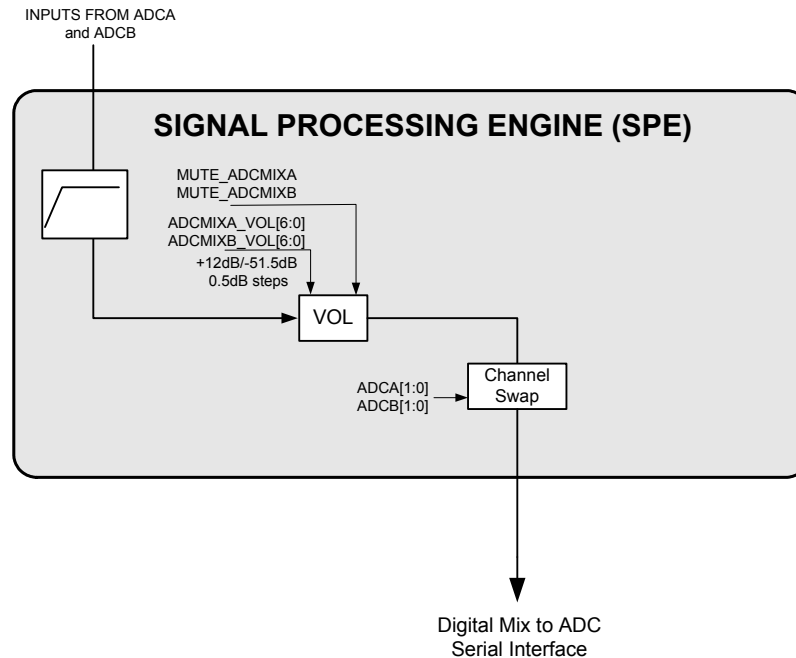 INPUTS FROM ADCA
and ADCB
SIGNAL PROCESSING ENGINE (SPE)
MUTE_ADCMIXA
MUTE_ADCMIXB
ADCMIXA_VOL[6:0]
ADCMIXB_VOL[6:0]
+12dB/-51.5dB
0.5dB steps
VOL
ADCA[1:0]
ADCB[1:0]
Channel
Swap
Digital Mix to ADC
Serial Interface